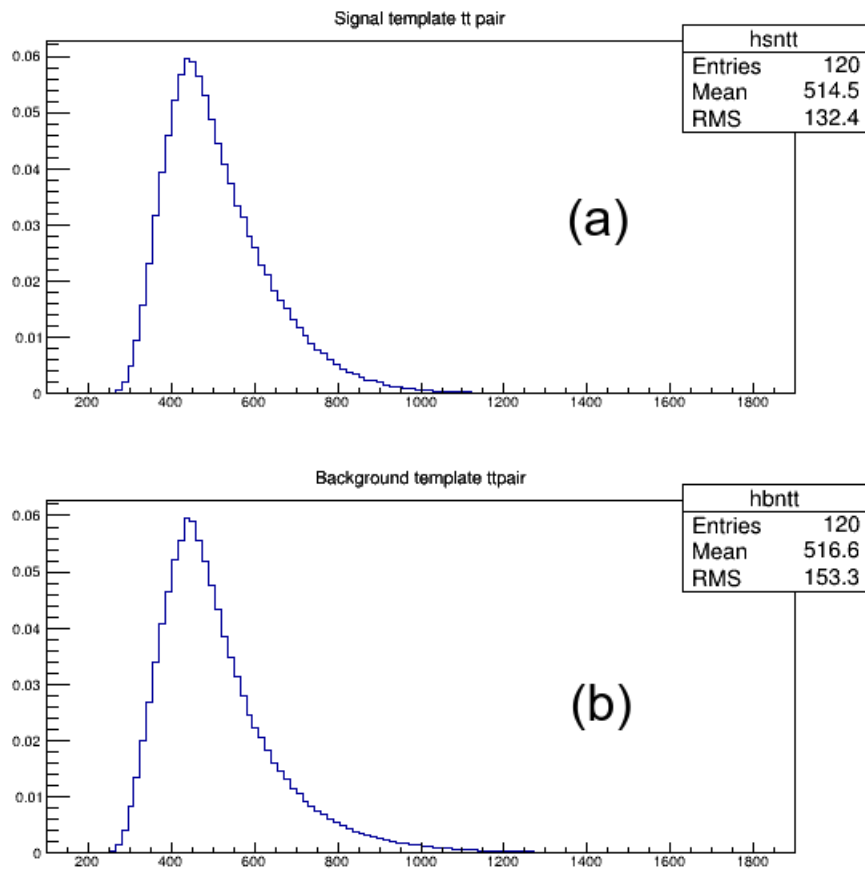 Signal template tt pair
hsntt
Entries 120
Mean 514.5
RMS 132.4
0.06
0.05
0.04
0.03
0.02
0.01
0
(a)
200 400 600 800 1000 1200 1400 1600 1800
Background template ttpair
hbntt
Entries 120
Mean 516.6
RMS 153.3
0.06
0.05
0.04
0.03
0.02
0.01
0
(b)
200 400 600 800 1000 1200 1400 1600 1800